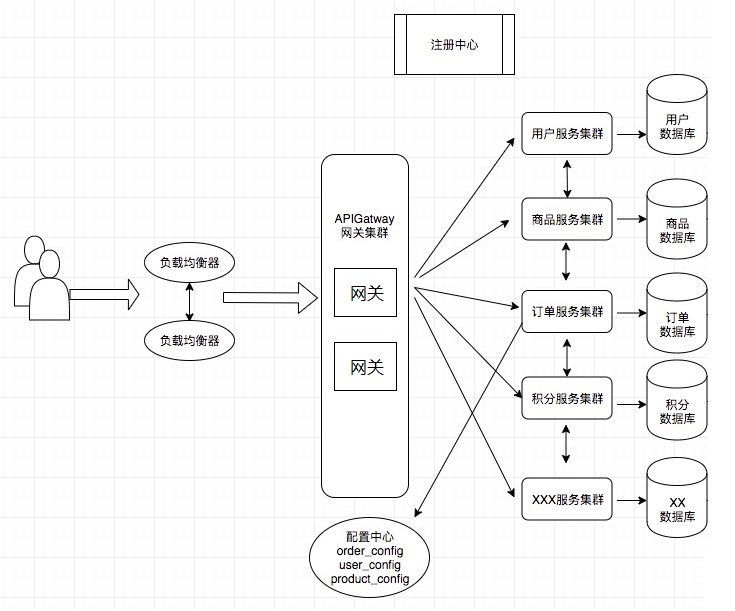 注册中心
用户服务集群
用户
数据库
商品服务集群
商品
数据库
APIGatway
网关集群
负载均衡器
网关
订单服务集群
订单
数据库
负载均衡器
网关
积分服务集群
积分
数据库
XXX服务集群
XX
数据库
配置中心
order_config
user_config
product_config